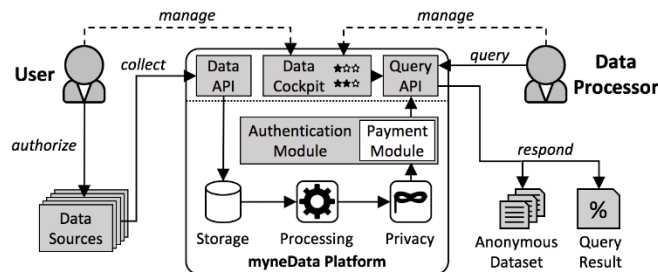 manage
manage
User
collect
Data
API
Data
Cockpit
Query
API
query
Data
Processor
authorize
Authentication
Module
Payment
Module
respond
Data
Sources
Storage
Processing
Privacy
%
Anonymous
Dataset
Query
Result
myneData Platform